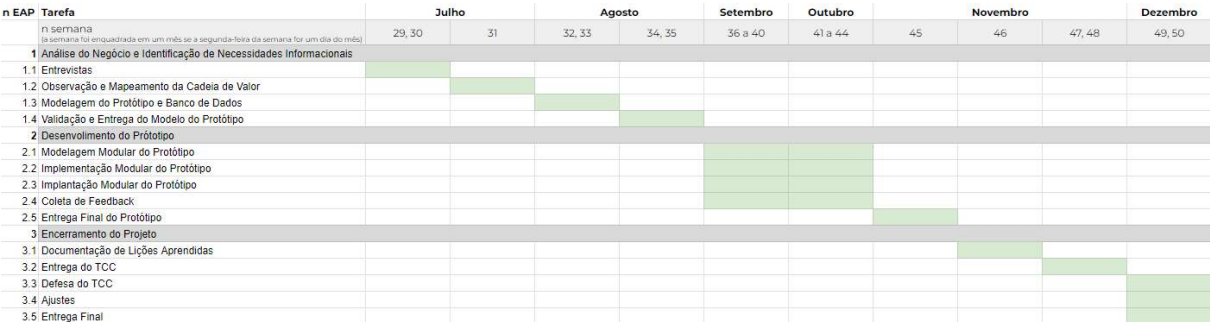 n EAP Tarefa Julho Agosto Setembro Outubro Novembro Dezembro
n semana 29, 30 31 32, 33 34, 35 36 a 40 41 a 44 45 46 47, 48 49, 50
(a semana foi enquadrada em um mês se a segunda-feira da semana for um dia do mês)
1 Análise do Negócio e Identificação de Necessidades Informacionais
1.1 Entrevistas
1.2 Observação e Mapeamento da Cadeia de Valor
1.3 Modelagem do Protótipo e Banco de Dados
1.4 Validação e Entrega do Modelo do Protótipo
2 Desenvolimento do Prótotipo
2.1 Modelagem Modular do Protótipo
2.2 Implementação Modular do Protótipo
2.3 Implantação Modular do Protótipo
2.4 Coleta de Feedback
2.5 Entrega Final do Protótipo
3 Encerramento do Projeto
3.1 Documentação de Lições Aprendidas
3.2 Entrega do TCC
3.3 Defesa do TCC
3.4 Ajustes
3.5 Entrega Final